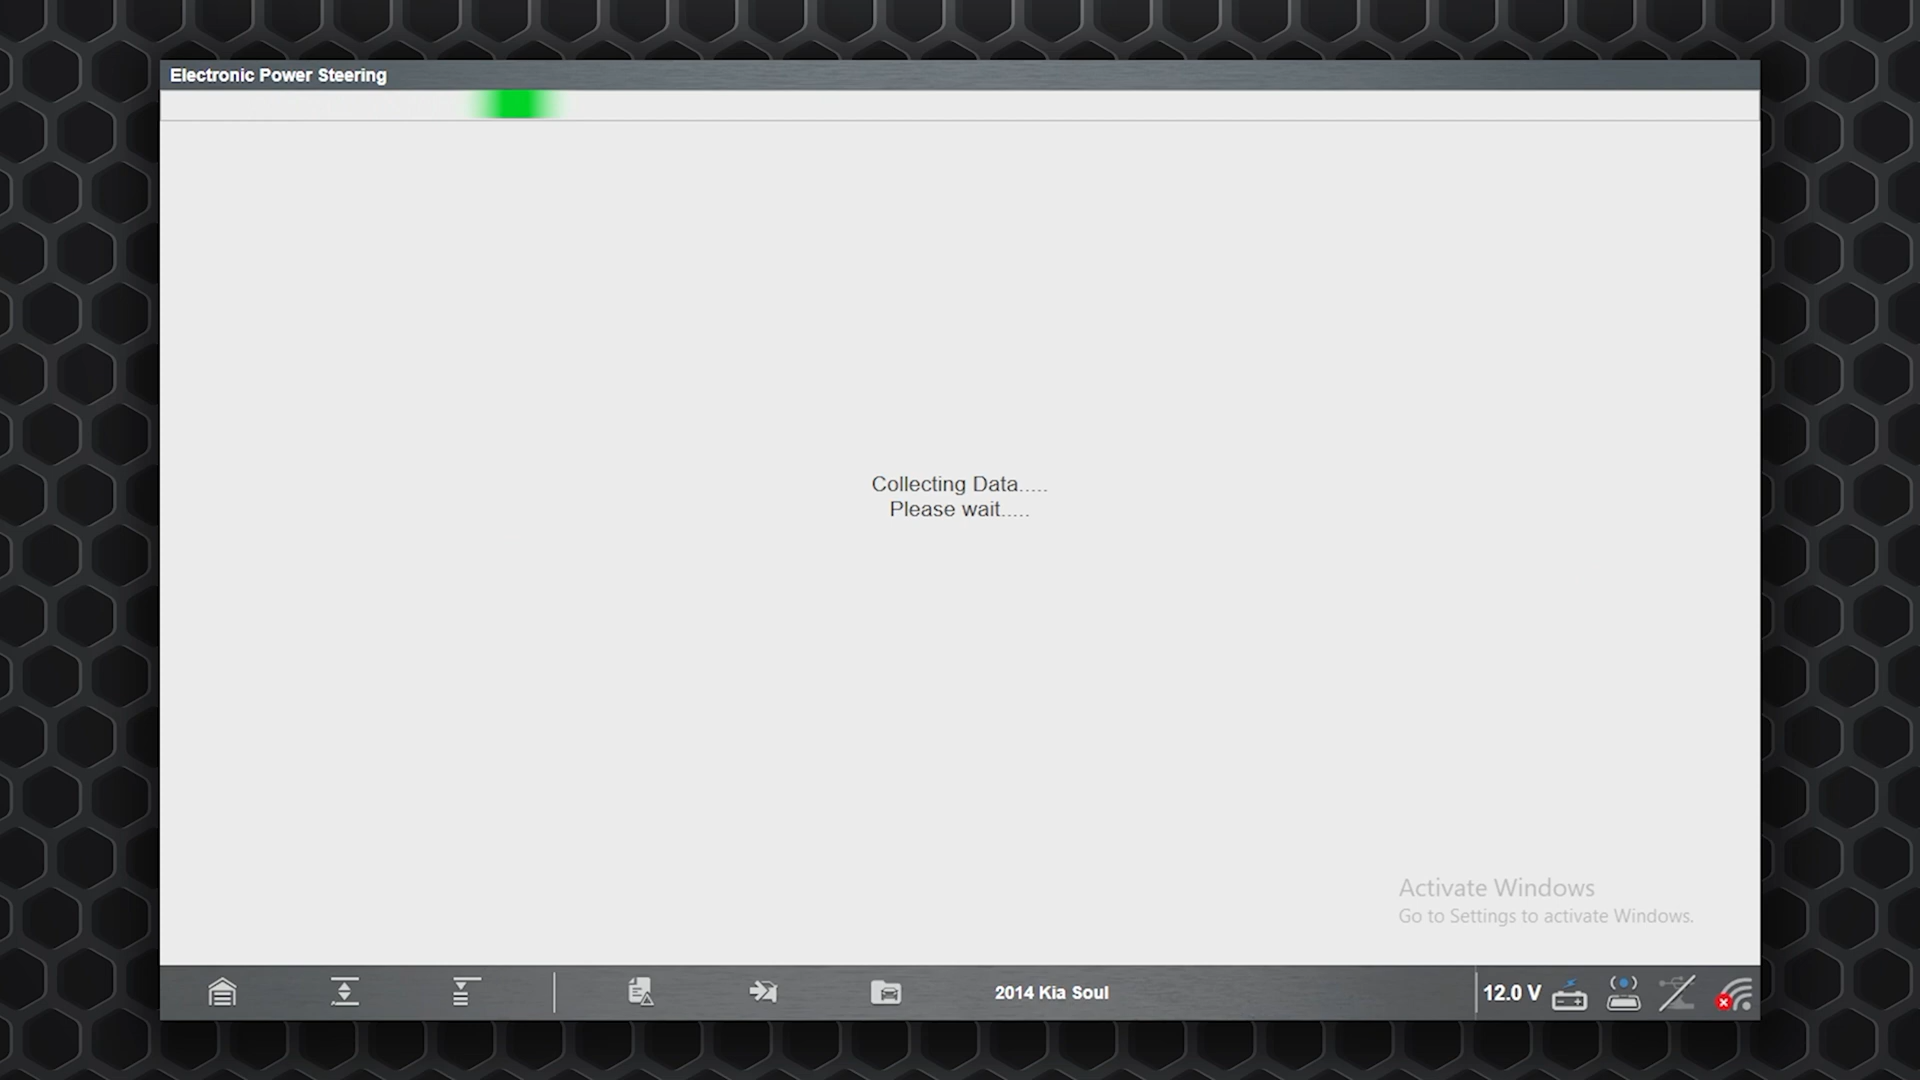 Electronic Power Steering
Collecting Data.....
Please wait.....
Activate Windows
Go to Settings to activate Windows.
2014 Kia Soul
12.0 V